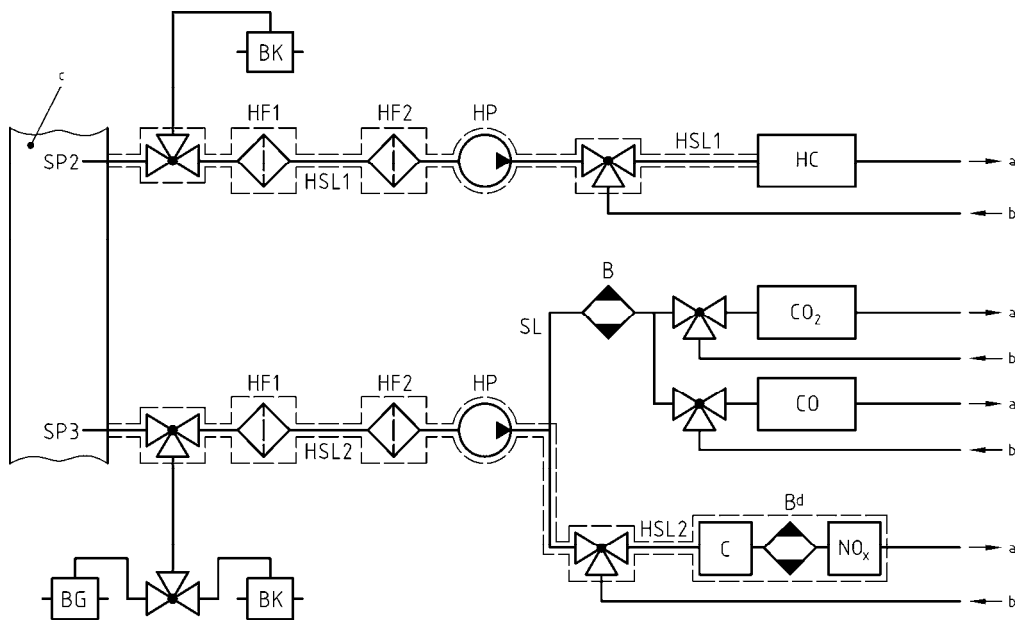 BK
c
HF1
HF2
HP
HSL1
SP2
HSL1
HC
a
b
B
SL
CO₂
a
b
HF1
HF2
HP
CO
a
SP3
HSL2
b
Bᵈ
HSL2
C
NOₓ
a
BG
BK
b